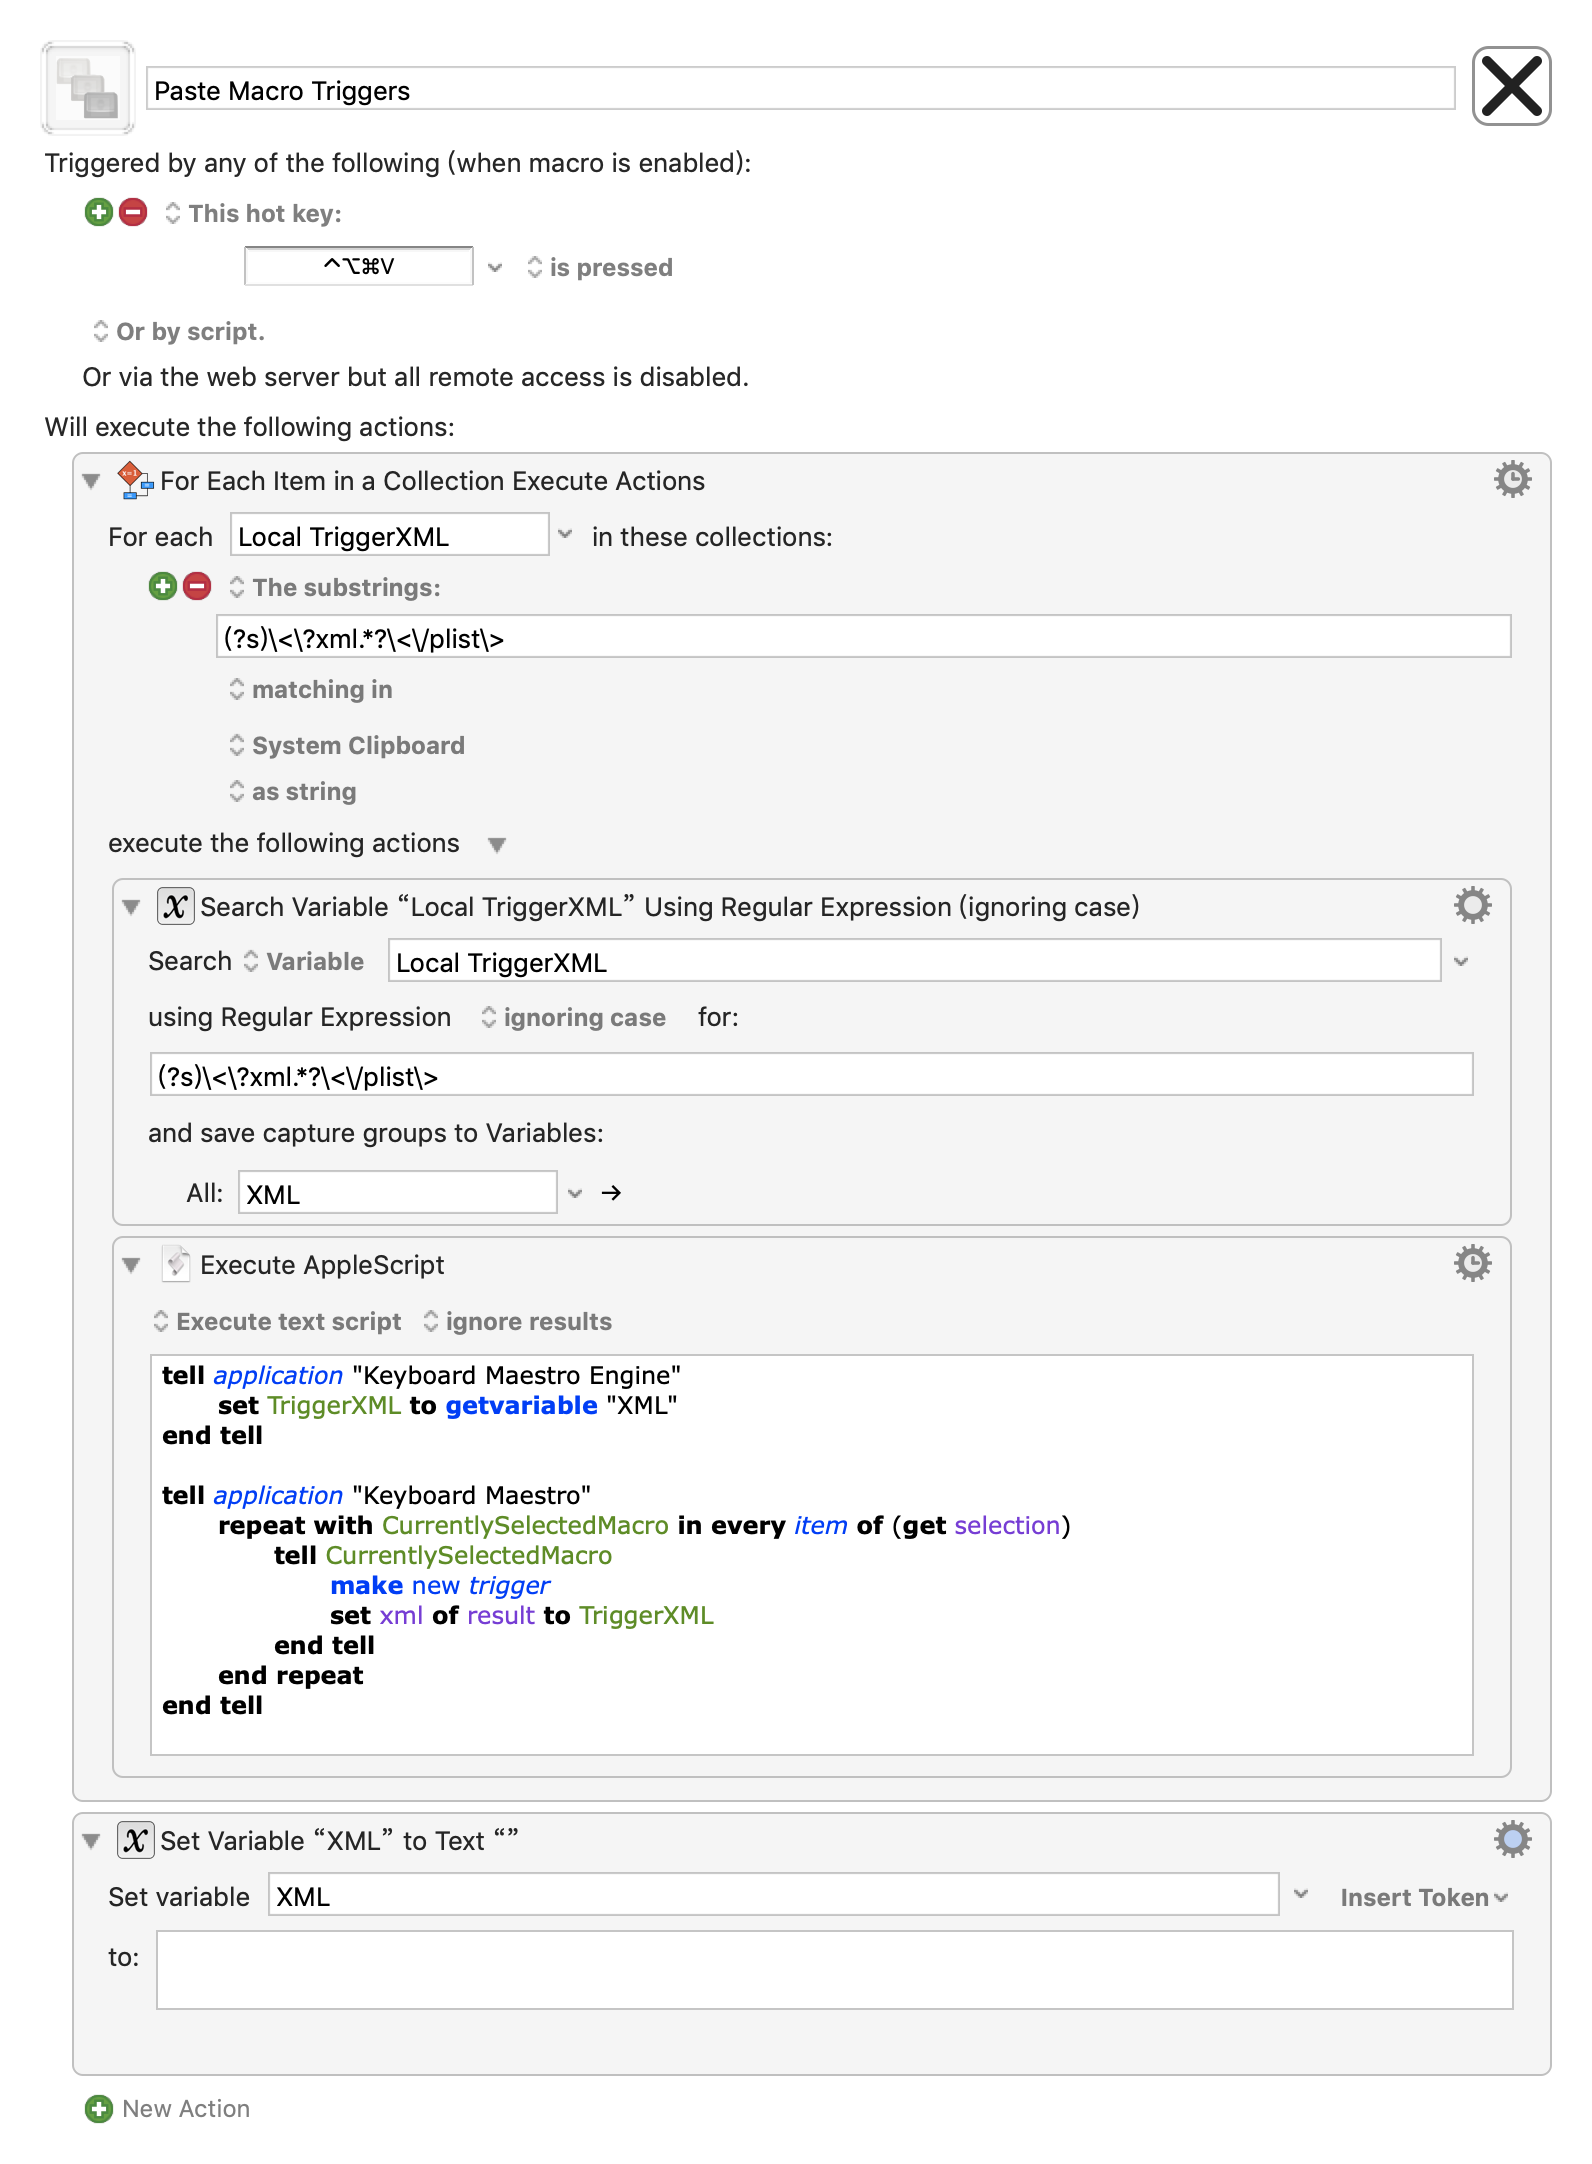 Paste Macro Triggers
Triggered by any of the following (when macro is enabled):
This hot key:
^⌥⌘V is pressed
Or by script.
Or via the web server but all remote access is disabled.
Will execute the following actions:
x=1 For Each Item in a Collection Execute Actions
For each Local TriggerXML in these collections:
The substrings:
(?s)\<\?xml.*?\<\/plist\>
matching in
System Clipboard
as string
execute the following actions
x Search Variable “Local TriggerXML” Using Regular Expression (ignoring case)
Search Variable Local TriggerXML
using Regular Expression ignoring case for:
(?s)\<\?xml.*?\<\/plist\>
and save capture groups to Variables:
All: XML →
Execute AppleScript
Execute text script ignore results
tell application "Keyboard Maestro Engine"
set TriggerXML to getvariable "XML"
end tell
tell application "Keyboard Maestro"
repeat with CurrentlySelectedMacro in every item of (get selection)
tell CurrentlySelectedMacro
make new trigger
set xml of result to TriggerXML
end tell
end repeat
end tell
x Set Variable “XML” to Text “”
Set variable XML Insert Token
to:
New Action